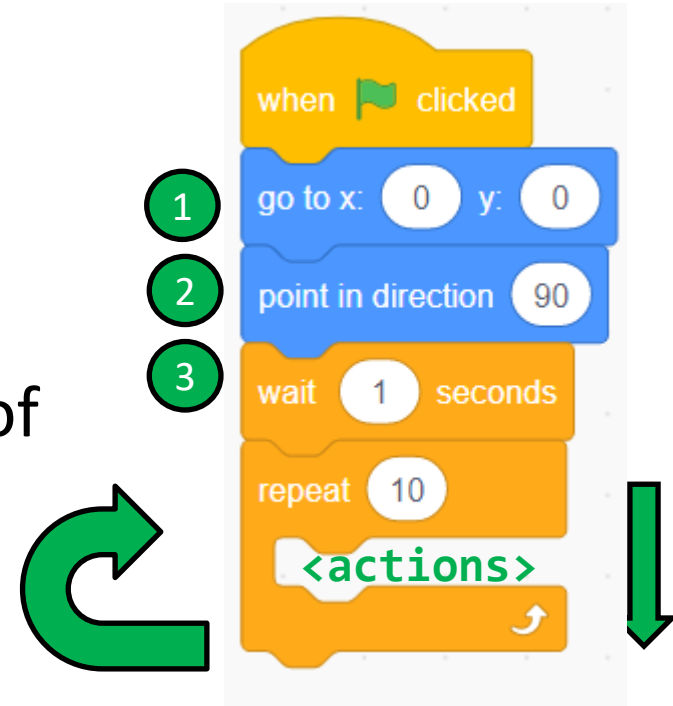 when clicked
1 go to x: 0 y: 0
2 point in direction 90
3 wait 1 seconds
of
repeat 10
<actions>